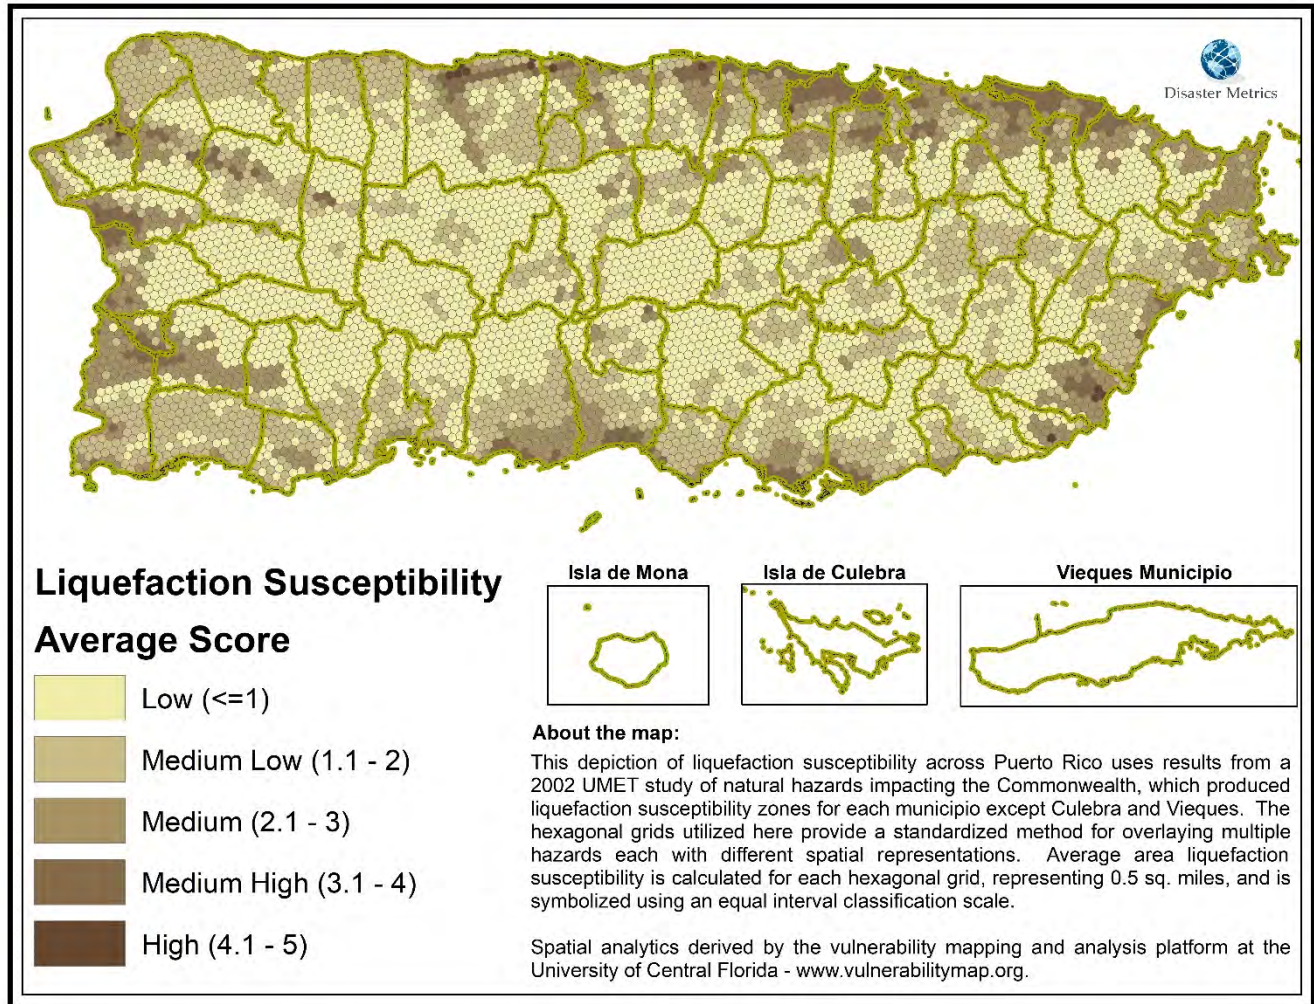 Disaster Metrics
Liquefaction Susceptibility
Average Score
Low (<=1)
Medium Low (1.1 - 2)
Medium (2.1 - 3)
Medium High (3.1 - 4)
High (4.1 - 5)
Isla de Mona
Isla de Culebra
Vieques Municipio
About the map:
This depiction of liquefaction susceptibility across Puerto Rico uses results from a
2002 UMET study of natural hazards impacting the Commonwealth, which produced
liquefaction susceptibility zones for each municipio except Culebra and Vieques. The
hexagonal grids utilized here provide a standardized method for overlaying multiple
hazards each with different spatial representations. Average area liquefaction
susceptibility is calculated for each hexagonal grid, representing 0.5 sq. miles, and is
symbolized using an equal interval classification scale.
Spatial analytics derived by the vulnerability mapping and analysis platform at the
University of Central Florida - www.vulnerabilitymap.org.